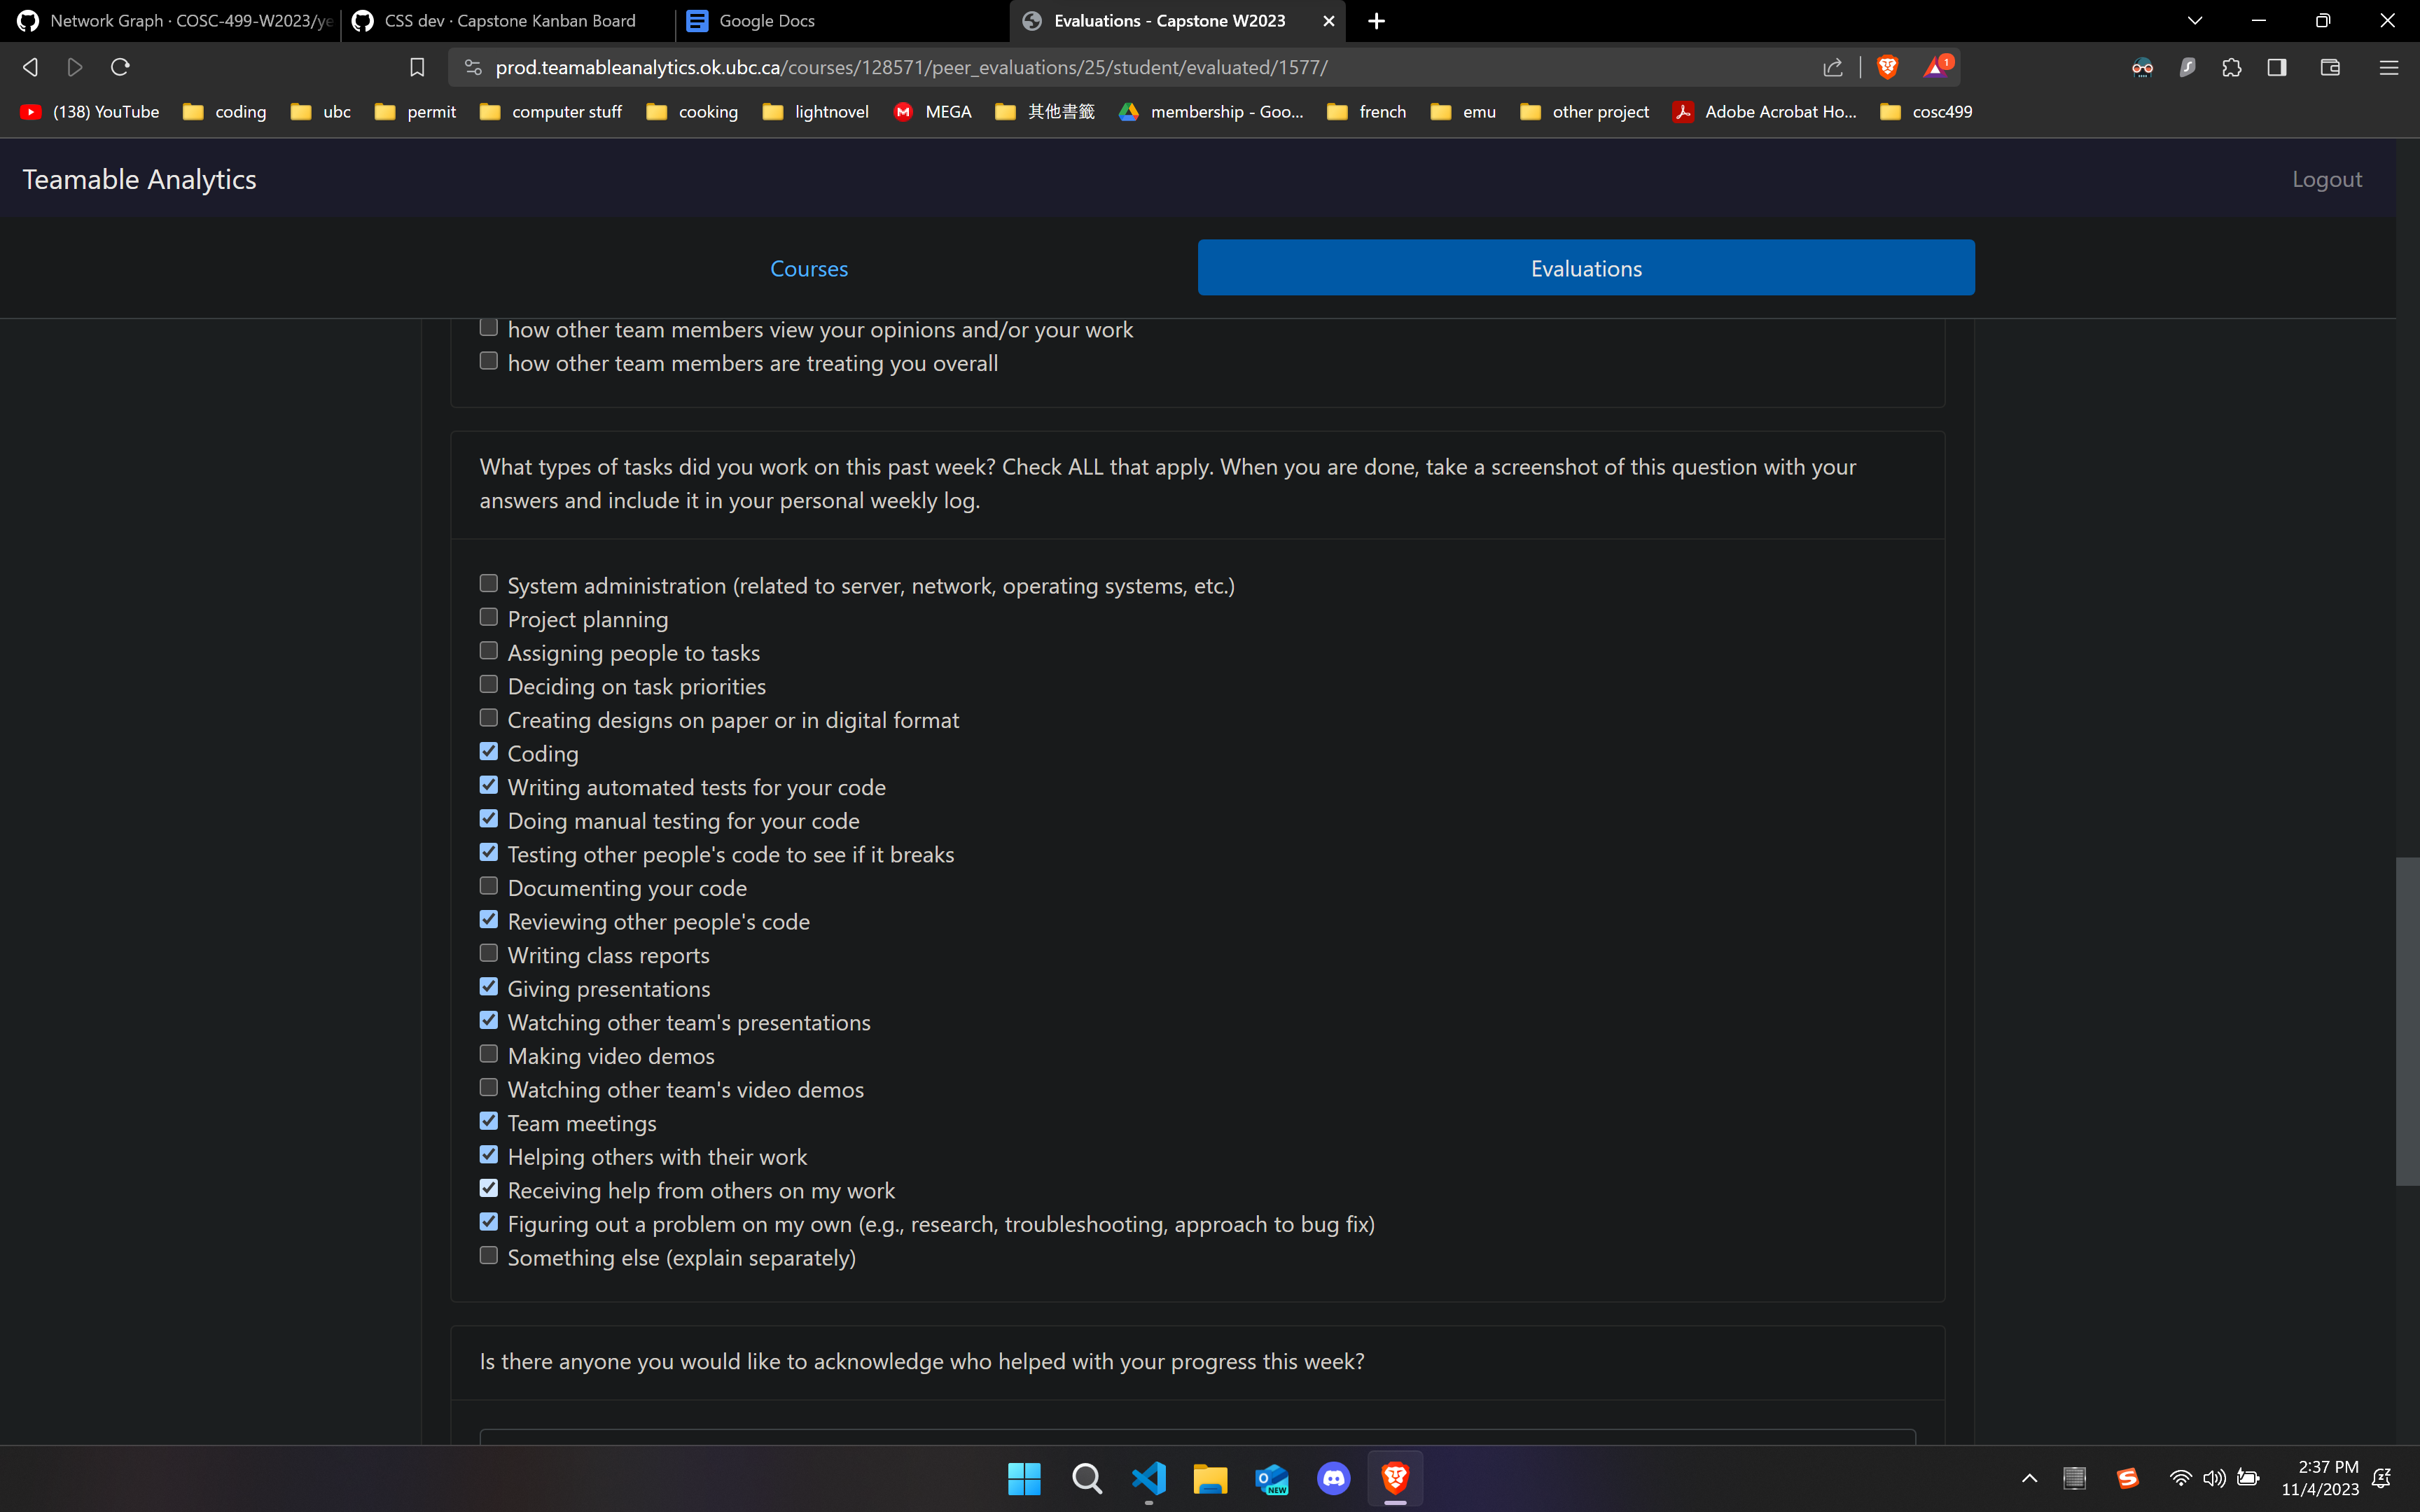 Network Graph · COSC-499-W2023/ye
CSS dev · Capstone Kanban Board
Google Docs
Evaluations - Capstone W2023
prod.teamableanalytics.ok.ubc.ca/courses/128571/peer_evaluations/25/student/evaluated/1577/
1
(138) YouTube
coding
ubc
permit
computer stuff
cooking
lightnovel
MEGA
其他書籤
membership - Goo...
french
emu
other project
Adobe Acrobat Ho...
cosc499
Teamable Analytics
Logout
Courses
Evaluations
how other team members view your opinions and/or your work
how other team members are treating you overall
What types of tasks did you work on this past week? Check ALL that apply. When you are done, take a screenshot of this question with your
answers and include it in your personal weekly log.
System administration (related to server, network, operating systems, etc.)
Project planning
Assigning people to tasks
Deciding on task priorities
Creating designs on paper or in digital format
Coding
Writing automated tests for your code
Doing manual testing for your code
Testing other people's code to see if it breaks
Documenting your code
Reviewing other people's code
Writing class reports
Giving presentations
Watching other team's presentations
Making video demos
Watching other team's video demos
Team meetings
Helping others with their work
Receiving help from others on my work
Figuring out a problem on my own (e.g., research, troubleshooting, approach to bug fix)
Something else (explain separately)
Is there anyone you would like to acknowledge who helped with your progress this week?
NEW
2:37 PM
11/4/2023